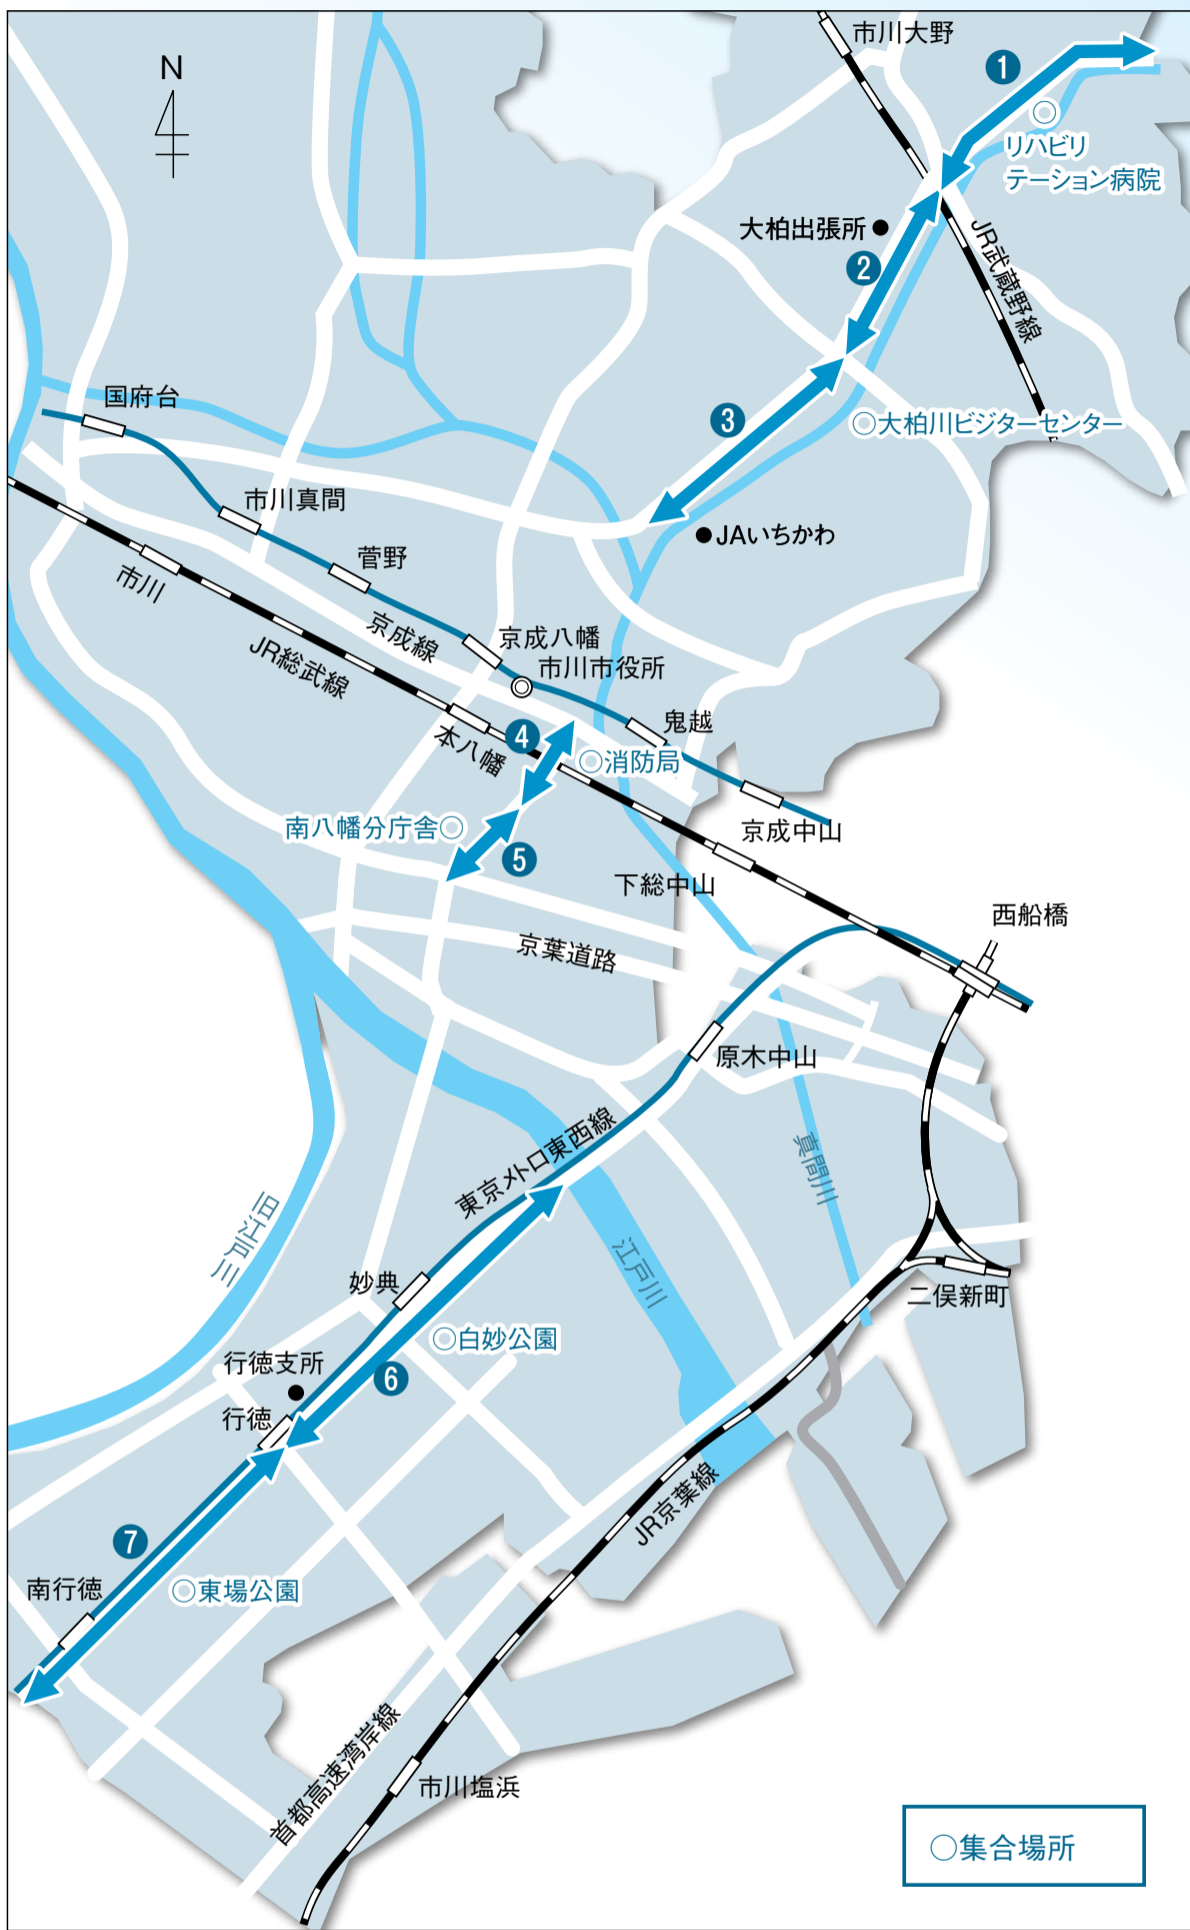 市川大野
N
1
リハビリ
テーション病院
大柏出張所
2
JR武蔵野線
国府台
3
大柏川ビジターセンター
市川真間
JAいちかわ
菅野
市川
京成線
京成八幡
市川市役所
JR総武線
鬼越
本八幡
4
消防局
南八幡分庁舎
京成中山
5
下総中山
西船橋
京葉道路
原木中山
東京メトロ東西線
真間川
旧江戸川
江戸川
妙典
二俣新町
白妙公園
行徳支所
6
行徳
JR京葉線
7
南行徳
東場公園
首都高速湾岸線
市川塩浜
○集合場所